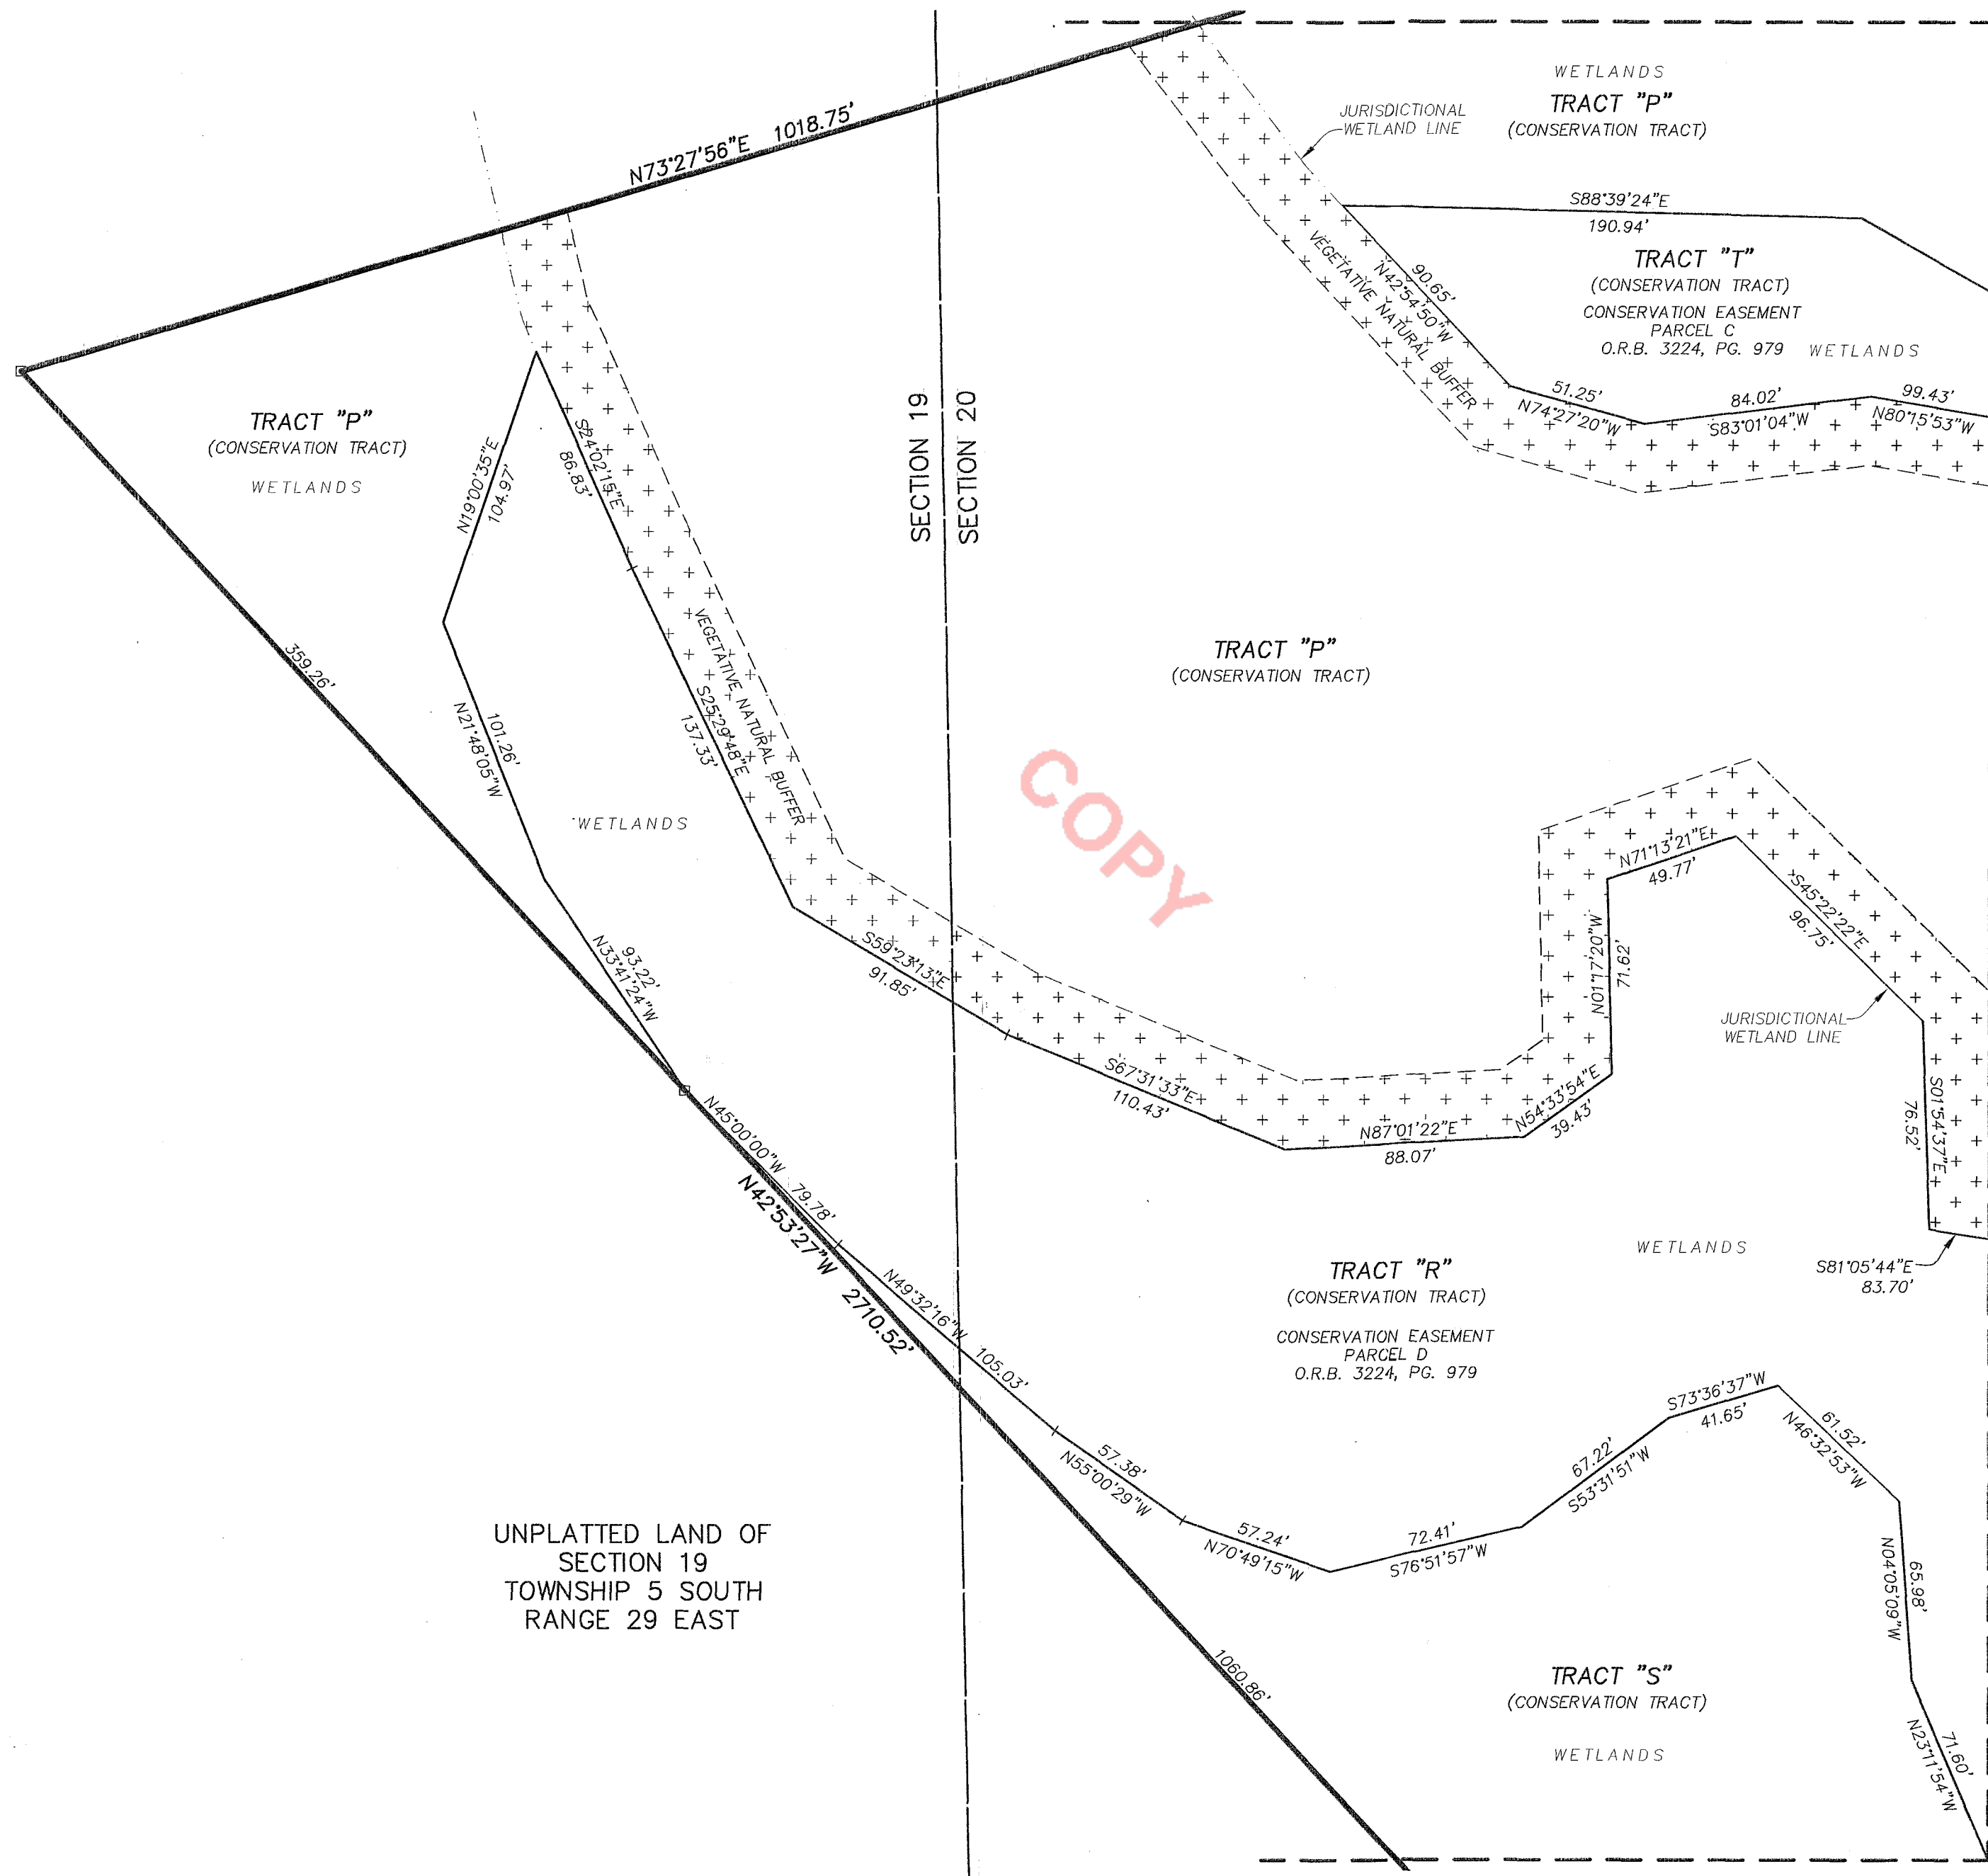 WETLANDS
TRACT "P"
(CONSERVATION TRACT)
JURISDICTIONAL
WETLAND LINE
N73°27'56"E 1018.75'
S88°39'24"E
190.94'
TRACT "T"
(CONSERVATION TRACT)
CONSERVATION EASEMENT
PARCEL C
O.R.B. 3224, PG. 979
WETLANDS
90.65'
N42°54'50"W
VEGETATIVE NATURAL BUFFER
51.25'
N74°27'20"W
84.02'
S83°01'04"W
99.43'
N80°15'53"W
TRACT "P"
(CONSERVATION TRACT)
WETLANDS
N19°00'35"E
104.97'
S24°02'15"E
86.83'
SECTION 19
SECTION 20
359.26'
101.26'
N21°48'05"W
VEGETATIVE NATURAL BUFFER
S25°29'48"E
137.33'
TRACT "P"
(CONSERVATION TRACT)
WETLANDS
COPY
N71°13'21"E
49.77'
S45°22'22"E
96.75'
93.22'
N33°41'24"W
S59°23'13"E
91.85'
N01°17'20"W
71.62'
JURISDICTIONAL
WETLAND LINE
S67°31'33"E
110.43'
N87°01'22"E
88.07'
N54°33'54"E
39.43'
S01°54'37"E
76.52'
N45°00'00"W 79.78'
N42°53'27"W 2710.52'
WETLANDS
S81°05'44"E
83.70'
TRACT "R"
(CONSERVATION TRACT)
CONSERVATION EASEMENT
PARCEL D
O.R.B. 3224, PG. 979
N49°32'16"W 105.03'
57.38'
N55°00'29"W
57.24'
N70°49'15"W
72.41'
S76°51'57"W
67.22'
S53°31'51"W
S73°36'37"W
41.65'
61.52'
N46°32'53"W
65.98'
N04°05'09"W
UNPLATTED LAND OF
SECTION 19
TOWNSHIP 5 SOUTH
RANGE 29 EAST
1060.86'
TRACT "S"
(CONSERVATION TRACT)
WETLANDS
71.60'
N23°11'54"W